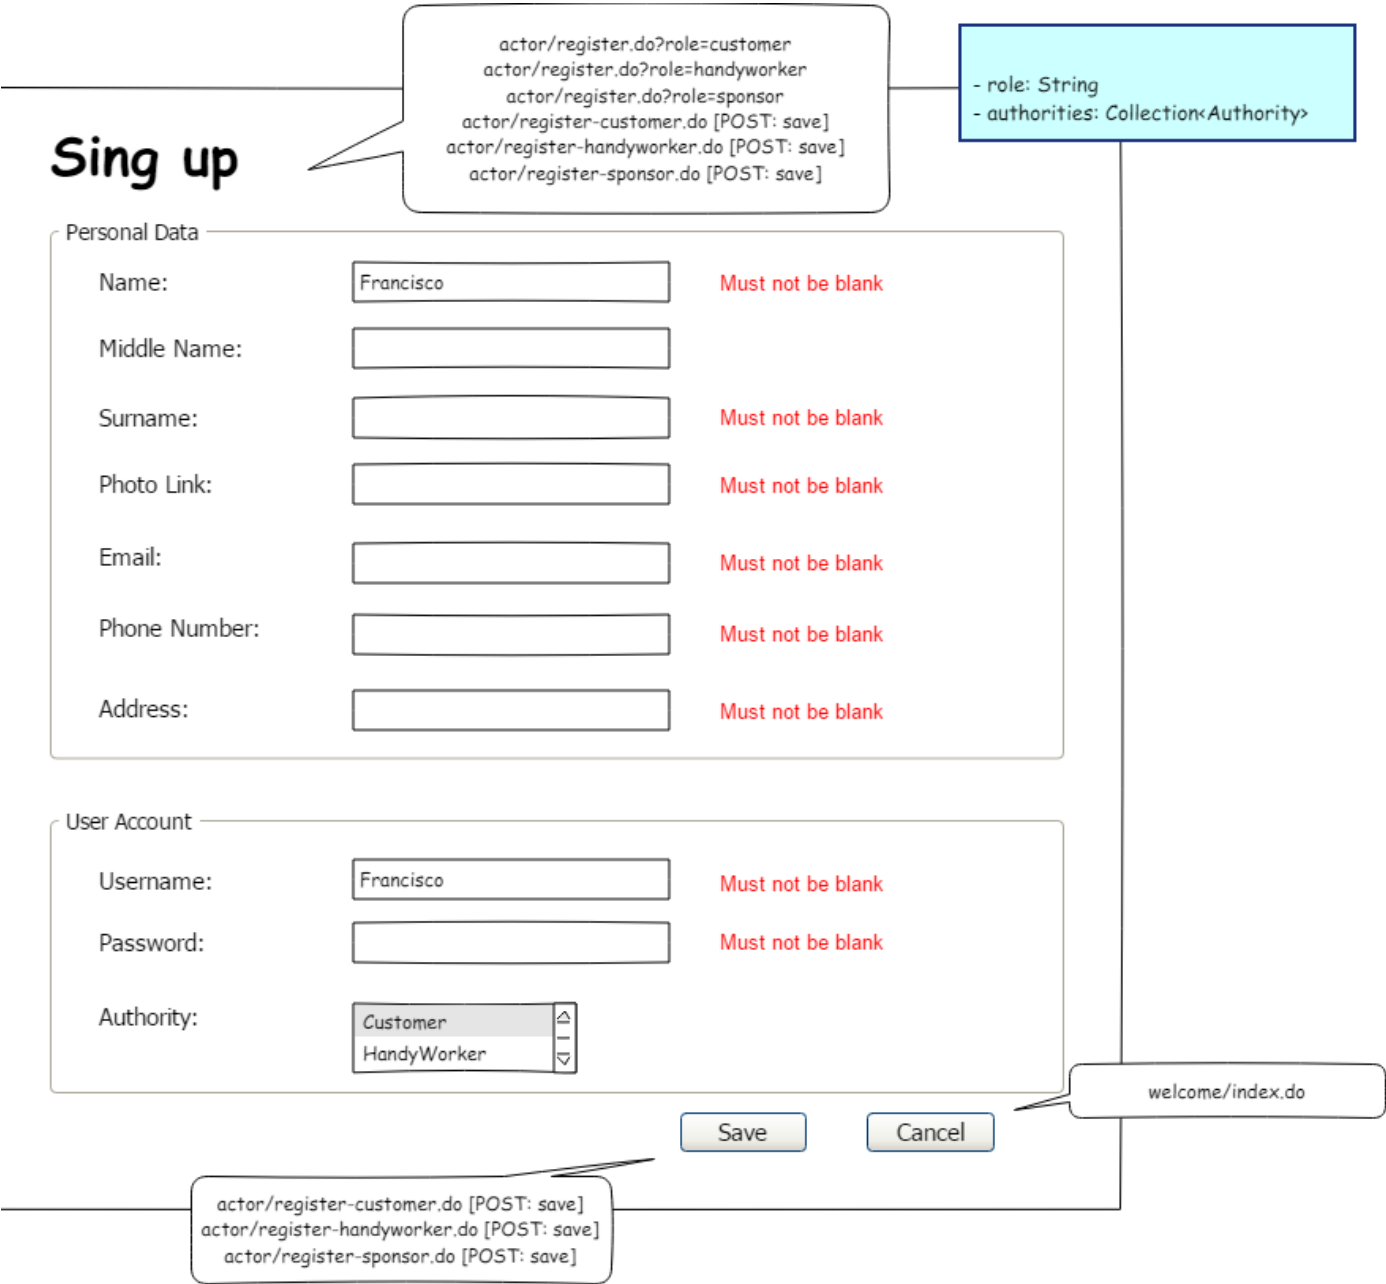 actor/register.do?role=customer
actor/register.do?role=handyworker
actor/register.do?role=sponsor
actor/register-customer.do [POST: save]
actor/register-handyworker.do [POST: save]
actor/register-sponsor.do [POST: save]
- role: String
- authorities: Collection<Authority>
Sing up
Personal Data
Name: Francisco Must not be blank
Middle Name:
Surname: Must not be blank
Photo Link: Must not be blank
Email: Must not be blank
Phone Number: Must not be blank
Address: Must not be blank
User Account
Username: Francisco Must not be blank
Password: Must not be blank
Authority: Customer
HandyWorker
welcome/index.do
Save Cancel
actor/register-customer.do [POST: save]
actor/register-handyworker.do [POST: save]
actor/register-sponsor.do [POST: save]